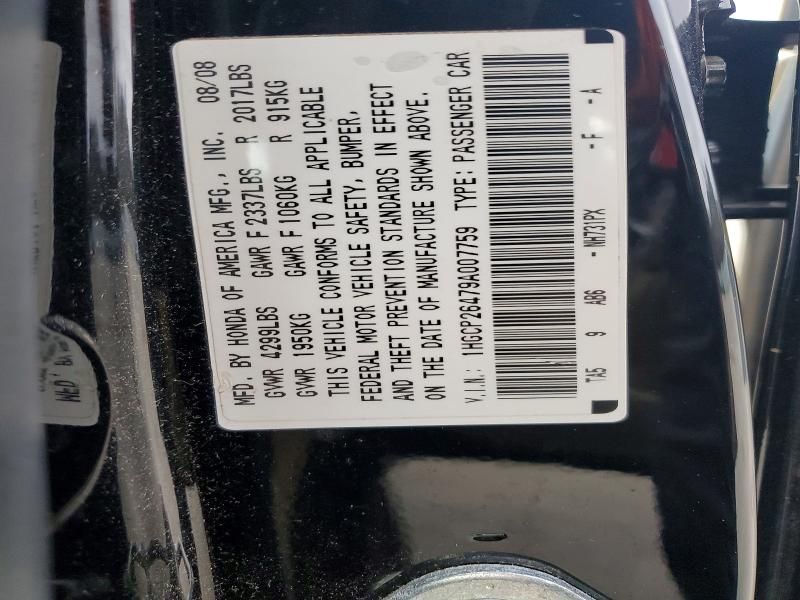 MFD. BY HONDA OF AMERICA MFG., INC. 08/08
GVWR 4299LBS GAWR F 2337LBS R 2017LBS
GVWR 1950KG GAWR F 1060KG R 915KG
THIS VEHICLE CONFORMS TO ALL APPLICABLE
FEDERAL MOTOR VEHICLE SAFETY, BUMPER,
AND THEFT PREVENTION STANDARDS IN EFFECT
ON THE DATE OF MANUFACTURE SHOWN ABOVE.
V.I.N.: 1HGCP26479A007759 TYPE: PASSENGER CAR
TA5 9 AB6 -NH731PX -F -A
WED